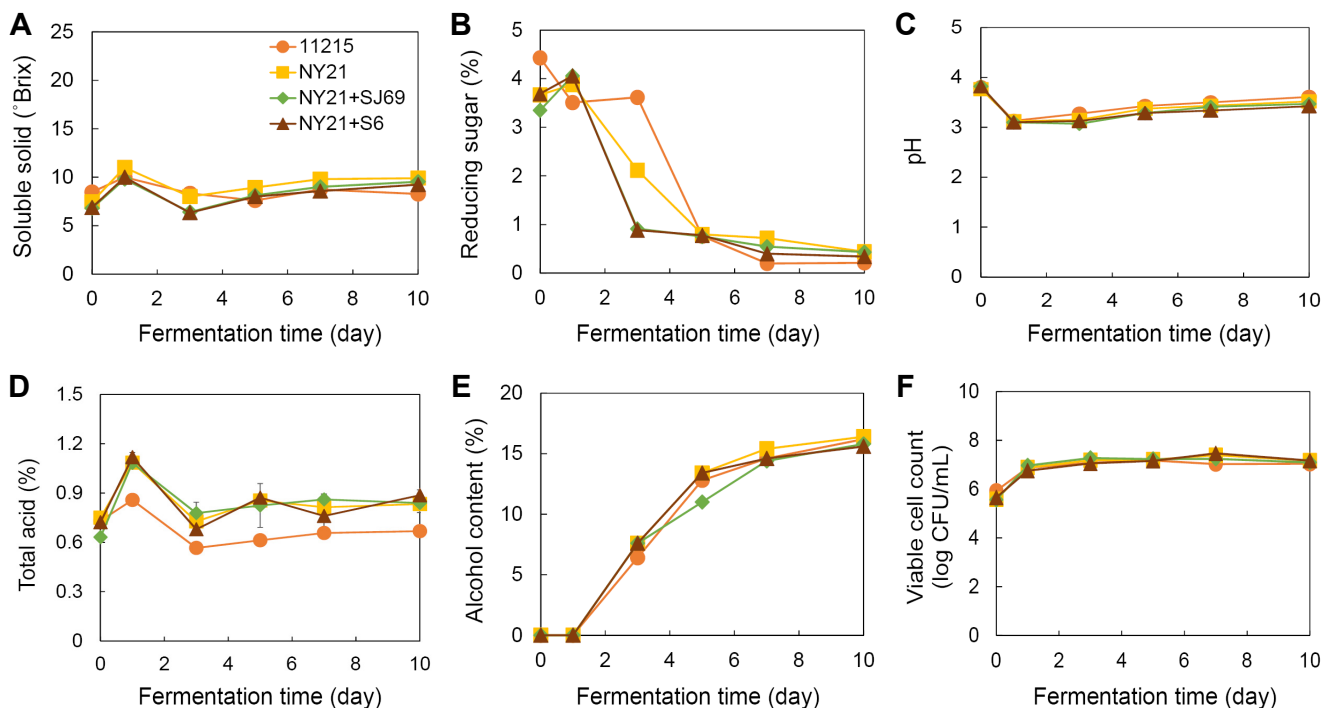 A
Soluble solid (˚Brix)
25
20
15
10
5
0
0 2 4 6 8 10
Fermentation time (day)
11215
NY21
NY21+SJ69
NY21+S6
B
Reducing sugar (%)
5
4
3
2
1
0
0 2 4 6 8 10
Fermentation time (day)
C
pH
5
4
3
2
1
0
0 2 4 6 8 10
Fermentation time (day)
D
Total acid (%)
1.5
1.2
0.9
0.6
0.3
0
0 2 4 6 8 10
Fermentation time (day)
E
Alcohol content (%)
20
15
10
5
0
0 2 4 6 8 10
Fermentation time (day)
F
Viable cell count
(log CFU/mL)
10
8
6
4
2
0
0 2 4 6 8 10
Fermentation time (day)